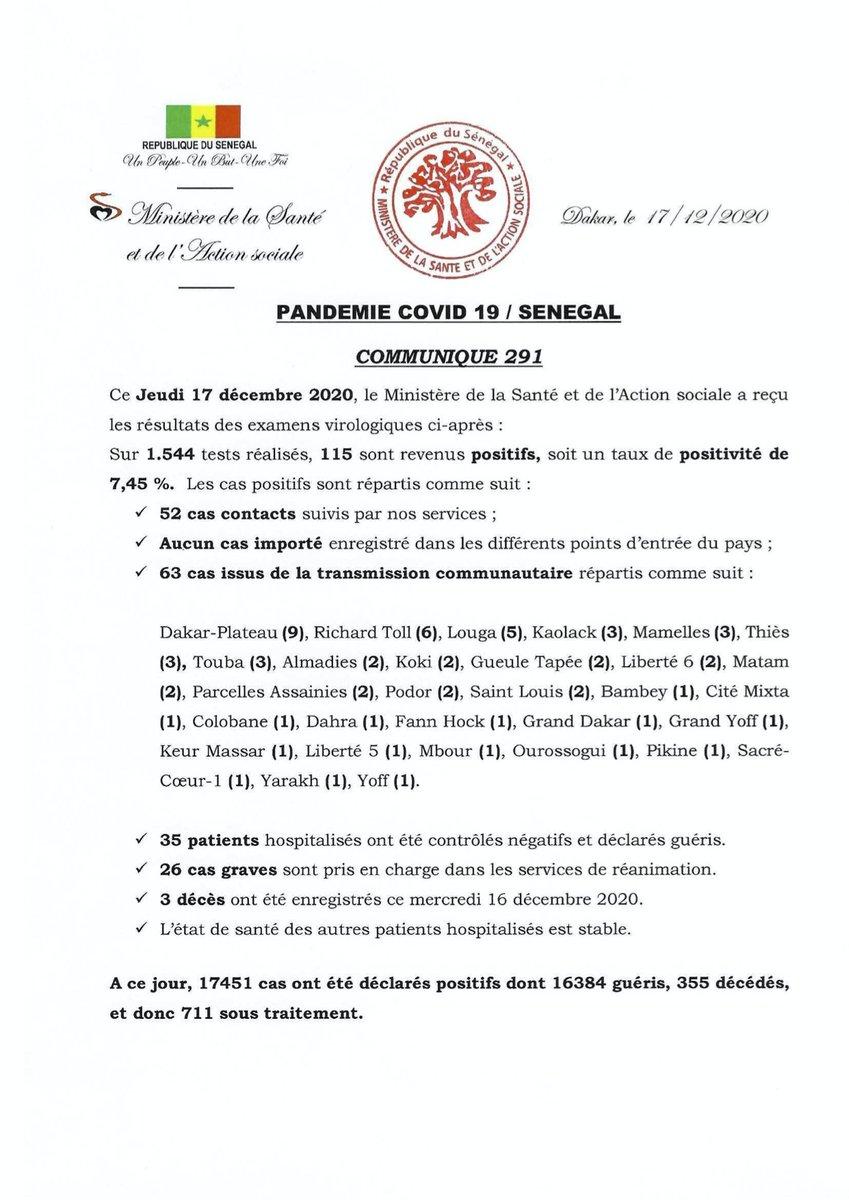 REPUBLIQUE DU SENEGAL
Un Peuple-Un But-Une Foi
Ministère de la Santé
et de l'Action sociale
★ République du Sénégal ★
MINISTERE DE LA SANTE ET DE L'ACTION SOCIALE
Dakar, le 17/12/2020
PANDEMIE COVID 19 / SENEGAL
COMMUNIQUE 291
Ce Jeudi 17 décembre 2020, le Ministère de la Santé et de l'Action sociale a reçu
les résultats des examens virologiques ci-après :
Sur 1.544 tests réalisés, 115 sont revenus positifs, soit un taux de positivité de
7,45 %. Les cas positifs sont répartis comme suit :
✓ 52 cas contacts suivis par nos services ;
✓ Aucun cas importé enregistré dans les différents points d'entrée du pays ;
✓ 63 cas issus de la transmission communautaire répartis comme suit :
Dakar-Plateau (9), Richard Toll (6), Louga (5), Kaolack (3), Mamelles (3), Thiès
(3), Touba (3), Almadies (2), Koki (2), Gueule Tapée (2), Liberté 6 (2), Matam
(2), Parcelles Assainies (2), Podor (2), Saint Louis (2), Bambey (1), Cité Mixta
(1), Colobane (1), Dahra (1), Fann Hock (1), Grand Dakar (1), Grand Yoff (1),
Keur Massar (1), Liberté 5 (1), Mbour (1), Ourossogui (1), Pikine (1), Sacré-
Cœur-1 (1), Yarakh (1), Yoff (1).
✓ 35 patients hospitalisés ont été contrôlés négatifs et déclarés guéris.
✓ 26 cas graves sont pris en charge dans les services de réanimation.
✓ 3 décès ont été enregistrés ce mercredi 16 décembre 2020.
✓ L'état de santé des autres patients hospitalisés est stable.
A ce jour, 17451 cas ont été déclarés positifs dont 16384 guéris, 355 décédés,
et donc 711 sous traitement.